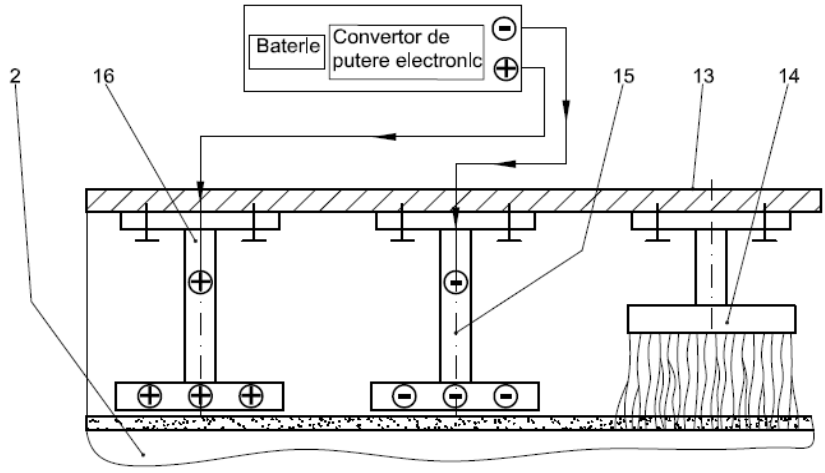 Baterie
Convertor de
putere electronic
-
+
2
16
15
13
14
+
-
+ + +
- - -